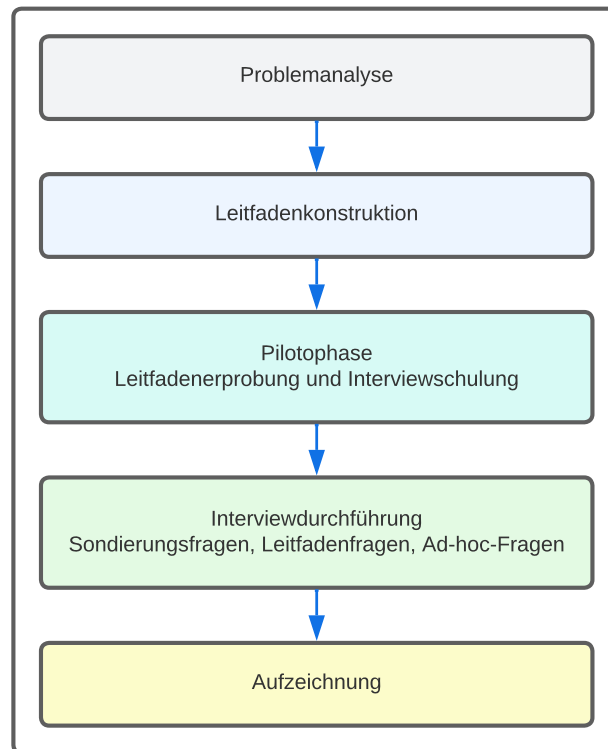 Problemanalyse
Leitfadenkonstruktion
Pilotophase
Leitfadenerprobung und Interviewschulung
Interviewdurchführung
Sondierungsfragen, Leitfadenfragen, Ad-hoc-Fragen
Aufzeichnung